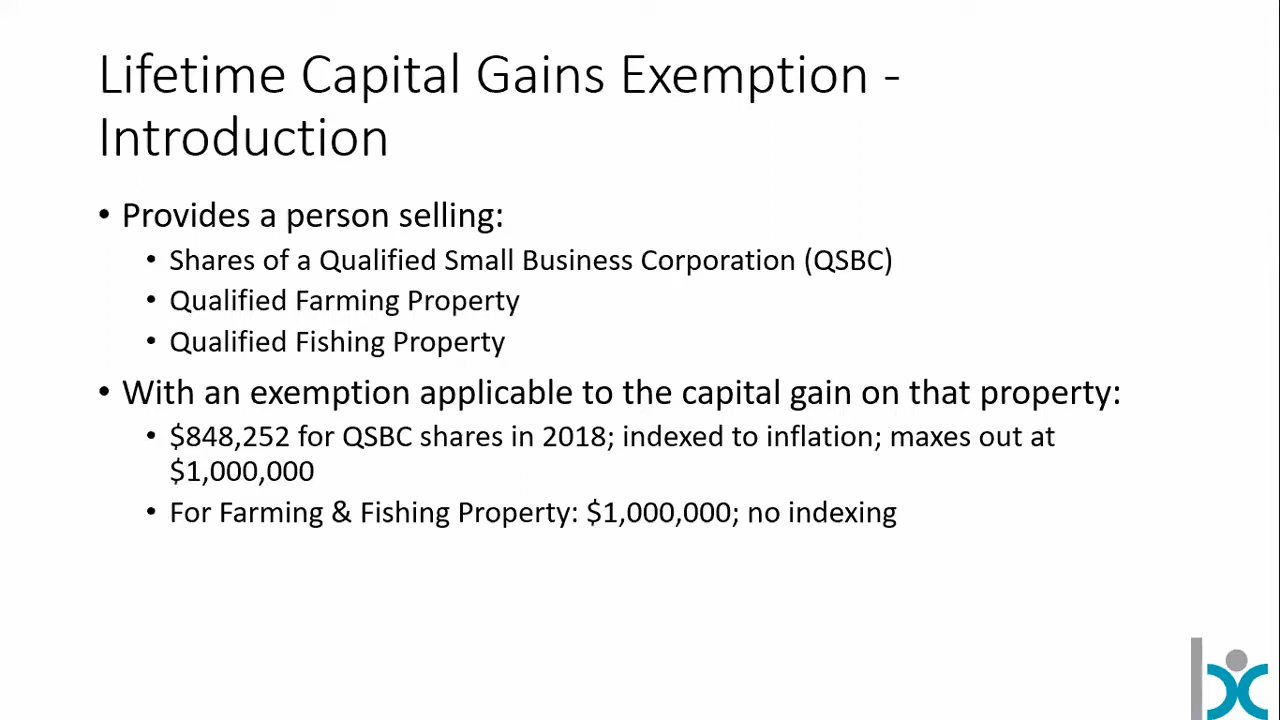 Lifetime Capital Gains Exemption -
Introduction
• Provides a person selling:
• Shares of a Qualified Small Business Corporation (QSBC)
• Qualified Farming Property
• Qualified Fishing Property
• With an exemption applicable to the capital gain on that property:
• $848,252 for QSBC shares in 2018; indexed to inflation; maxes out at
$1,000,000
• For Farming & Fishing Property: $1,000,000; no indexing